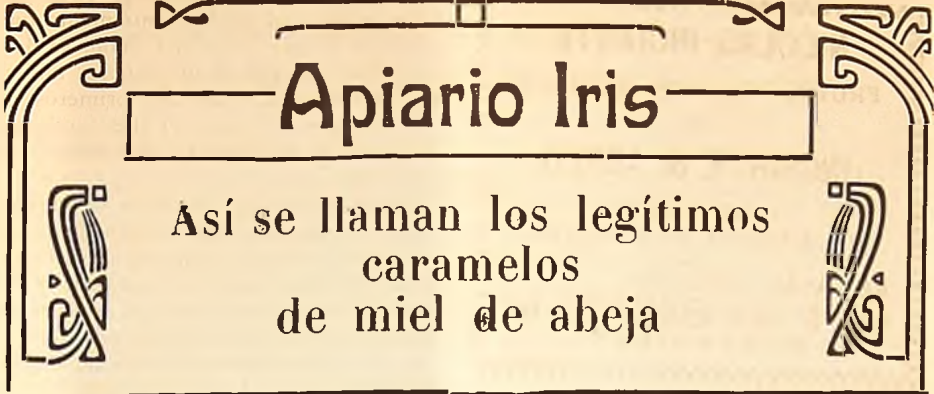 Apiario Iris
Así se llaman los legítimos
caramelos
de miel de abeja